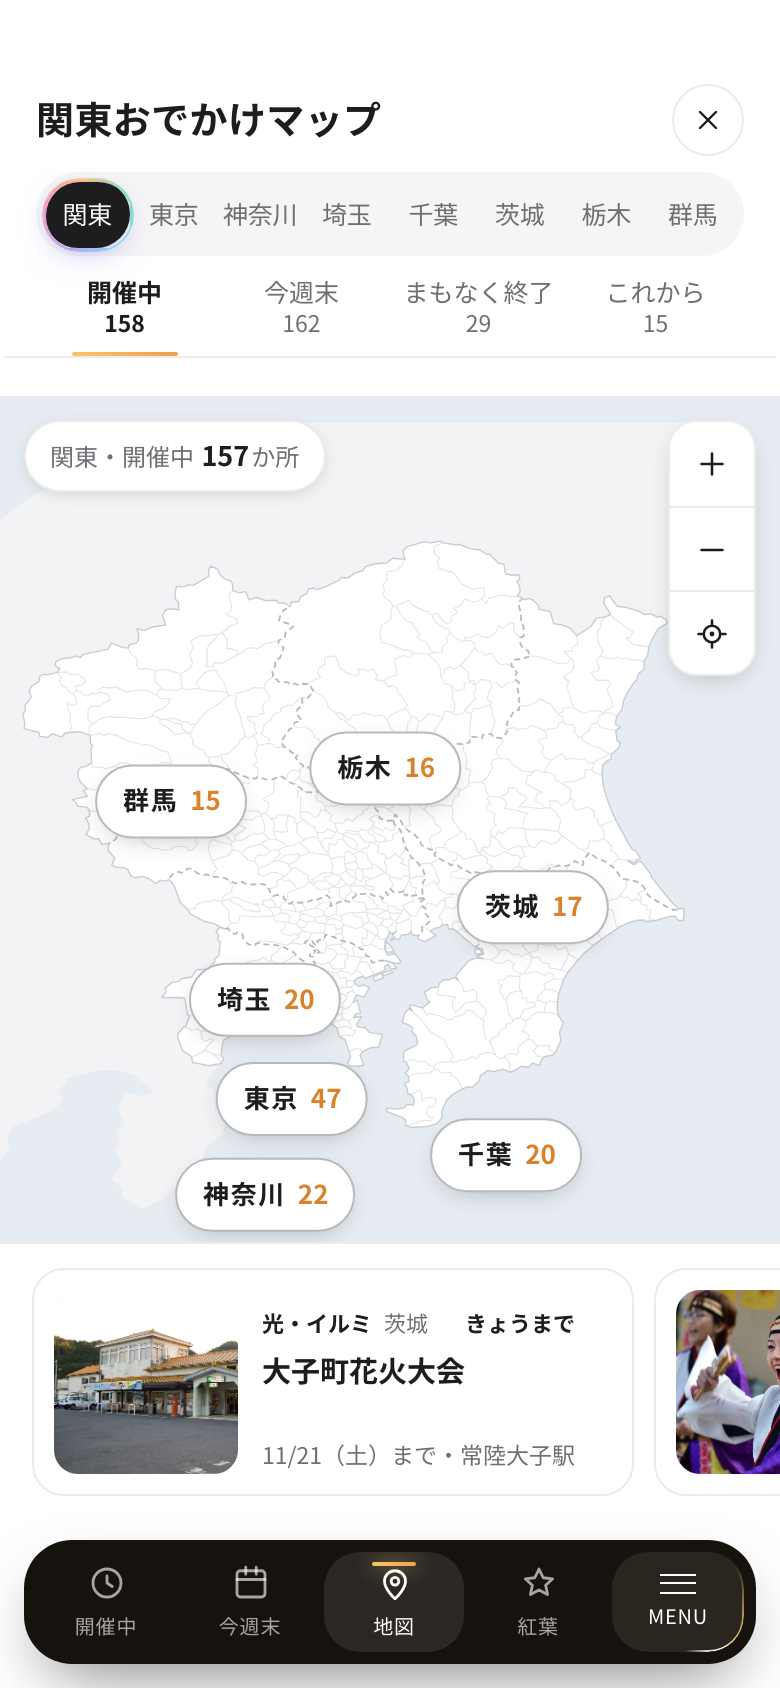 関東おでかけマップ
関東 東京 神奈川 埼玉 千葉 茨城 栃木 群馬
開催中 今週末 まもなく終了 これから
158 162 29 15
関東・開催中 157か所
栃木 16
群馬 15
茨城 17
埼玉 20
東京 47
千葉 20
神奈川 22
光・イルミ 茨城 きょうまで
大子町花火大会
11/21（土）まで・常陸大子駅
開催中 今週末 地図 紅葉 MENU